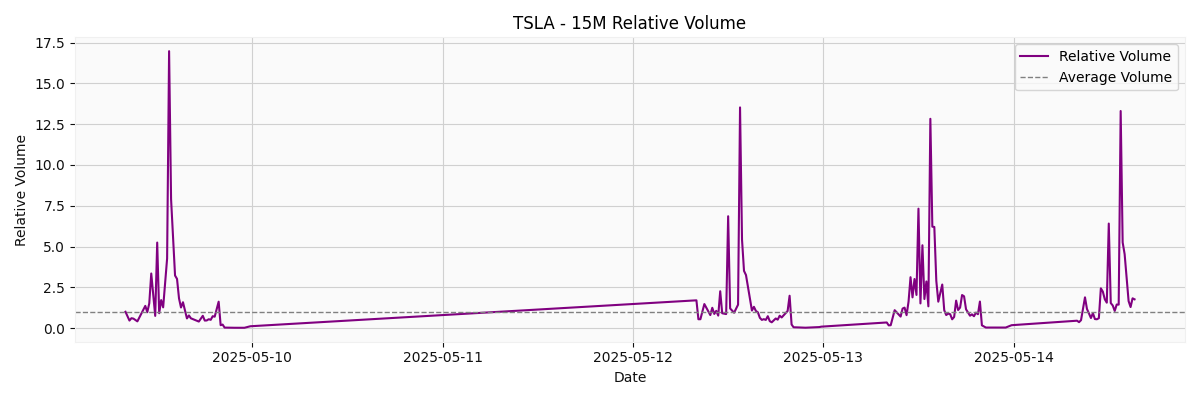 TSLA - 15M Relative Volume
17.5
15.0
12.5
10.0
7.5
5.0
2.5
0.0
Relative Volume
Relative Volume
Average Volume
2025-05-10
2025-05-11
2025-05-12
2025-05-13
2025-05-14
Date